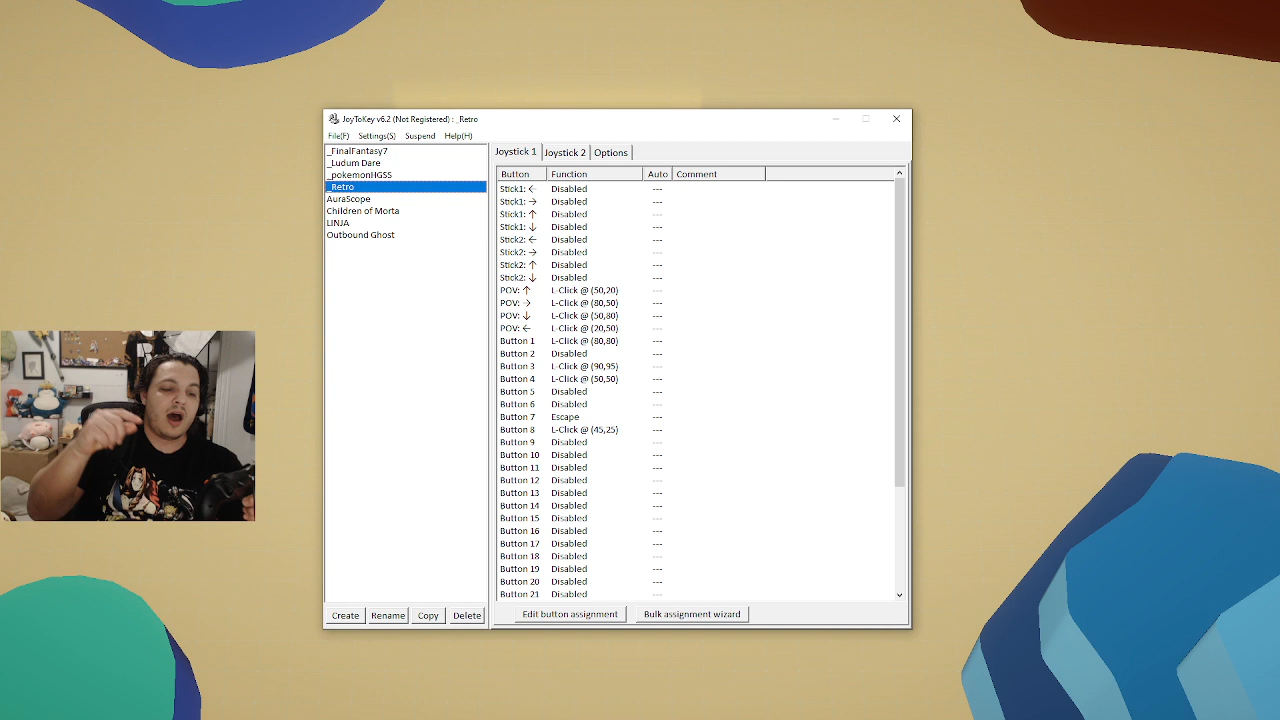 JoyToKey v6.2 (Not Registered) : _Retro
File(F) Settings(S) Suspend Help(H)
_FinalFantasy7
_Ludum Dare
_pokemonHGSS
_Retro
AuraScope
Children of Morta
LINJA
Outbound Ghost
Create Rename Copy Delete
Joystick 1 Joystick 2 Options
Button Function Auto Comment
Stick1: ← Disabled ---
Stick1: → Disabled ---
Stick1: ↑ Disabled ---
Stick1: ↓ Disabled ---
Stick2: ← Disabled ---
Stick2: → Disabled ---
Stick2: ↑ Disabled ---
Stick2: ↓ Disabled ---
POV: ↑ L-Click @ (50,20) ---
POV: → L-Click @ (80,50) ---
POV: ↓ L-Click @ (50,80) ---
POV: ← L-Click @ (20,50) ---
Button 1 L-Click @ (80,80) ---
Button 2 Disabled ---
Button 3 L-Click @ (90,95) ---
Button 4 L-Click @ (50,50) ---
Button 5 Disabled ---
Button 6 Disabled ---
Button 7 Escape ---
Button 8 L-Click @ (45,25) ---
Button 9 Disabled ---
Button 10 Disabled ---
Button 11 Disabled ---
Button 12 Disabled ---
Button 13 Disabled ---
Button 14 Disabled ---
Button 15 Disabled ---
Button 16 Disabled ---
Button 17 Disabled ---
Button 18 Disabled ---
Button 19 Disabled ---
Button 20 Disabled ---
Button 21 Disabled ---
Edit button assignment Bulk assignment wizard